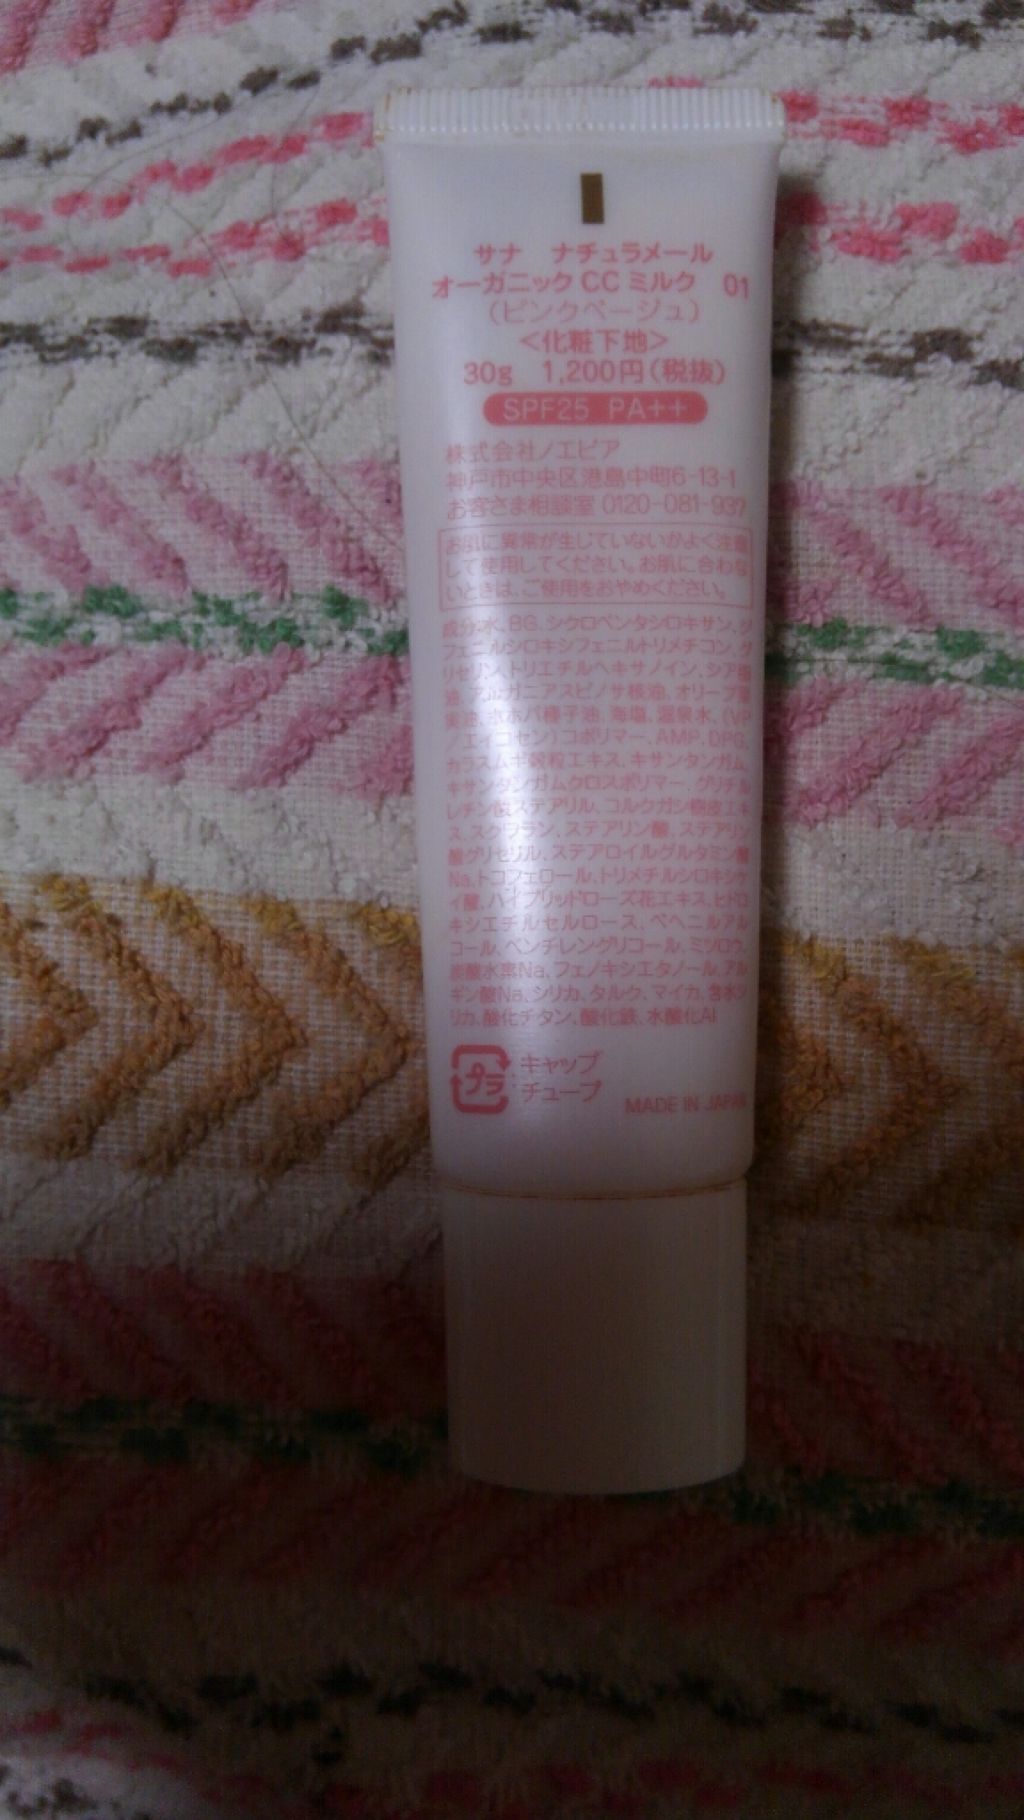 サナ　ナチュラメール
オーガニック CC ミルク　01
（ピンクベージュ）
＜化粧下地＞
30g　1,200円（税抜）
SPF25 PA++
株式会社ノエビア
神戸市中央区港島中町6-13-1
お客さま相談室 0120-081-937
お肌に異常が生じていないかよく注意
して使用してください。お肌に合わな
いときは、ご使用をおやめください。
成分:水、BG、シクロペンタシロキサン、ジ
フェニルシロキシフェニルトリメチコン、グ
リセリン、トリエチルヘキサノイン、シア脂
油、アルガニアスピノサ核油、オリーブ果
実油、ホホバ種子油、海塩、温泉水、(VP
/エイコセン)コポリマー、AMP、DPG、
カラスムギ穀粒エキス、キサンタンガム、
キサンタンガムクロスポリマー、グリチル
レチン酸ステアリル、コルクガシ樹皮エキ
ス、スクワラン、ステアリン酸、ステアリン
酸グリセリル、ステアロイルグルタミン酸
Na、トコフェロール、トリメチルシロキシケ
イ酸、ハイブリッドローズ花エキス、ヒドロ
キシエチルセルロース、ベヘニルアル
コール、ペンチレングリコール、ミツロウ、
炭酸水素Na、フェノキシエタノール、アル
ギン酸Na、シリカ、タルク、マイカ、含水シ
リカ、酸化チタン、酸化鉄、水酸化Al
プラ
キャップ
チューブ
MADE IN JAPAN